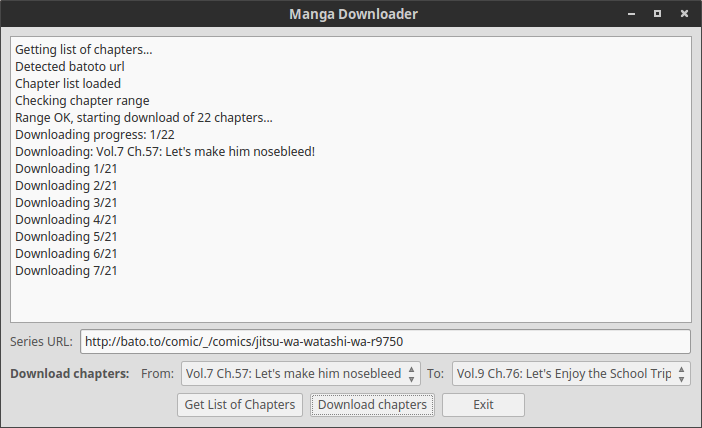 Manga Downloader
Getting list of chapters...
Detected batoto url
Chapter list loaded
Checking chapter range
Range OK, starting download of 22 chapters...
Downloading progress: 1/22
Downloading: Vol.7 Ch.57: Let's make him nosebleed!
Downloading 1/21
Downloading 2/21
Downloading 3/21
Downloading 4/21
Downloading 5/21
Downloading 6/21
Downloading 7/21
Series URL: http://bato.to/comic/_/comics/jitsu-wa-watashi-wa-r9750
Download chapters: From: Vol.7 Ch.57: Let's make him nosebleed To: Vol.9 Ch.76: Let's Enjoy the School Trip
Get List of Chapters Download chapters Exit